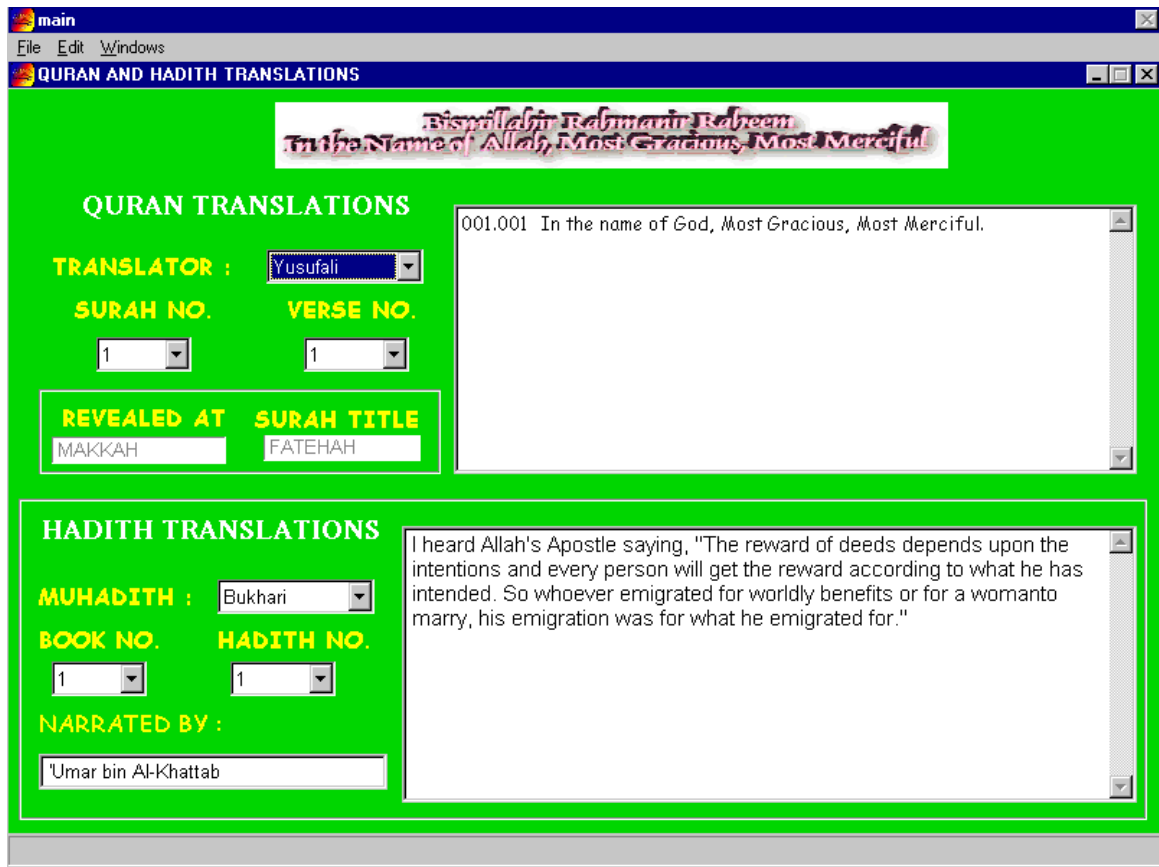 main
File Edit Windows
QURAN AND HADITH TRANSLATIONS
Bismillahir Rahmanir Raheem
In the Name of Allah, Most Gracious, Most Merciful
QURAN TRANSLATIONS
TRANSLATOR : Yusufali
SURAH NO. VERSE NO.
1 1
REVEALED AT SURAH TITLE
MAKKAH FATEHAH
001.001 In the name of God, Most Gracious, Most Merciful.
HADITH TRANSLATIONS
MUHADITH : Bukhari
BOOK NO. HADITH NO.
1 1
NARRATED BY :
'Umar bin Al-Khattab
I heard Allah's Apostle saying, "The reward of deeds depends upon the
intentions and every person will get the reward according to what he has
intended. So whoever emigrated for worldly benefits or for a womanto
marry, his emigration was for what he emigrated for."